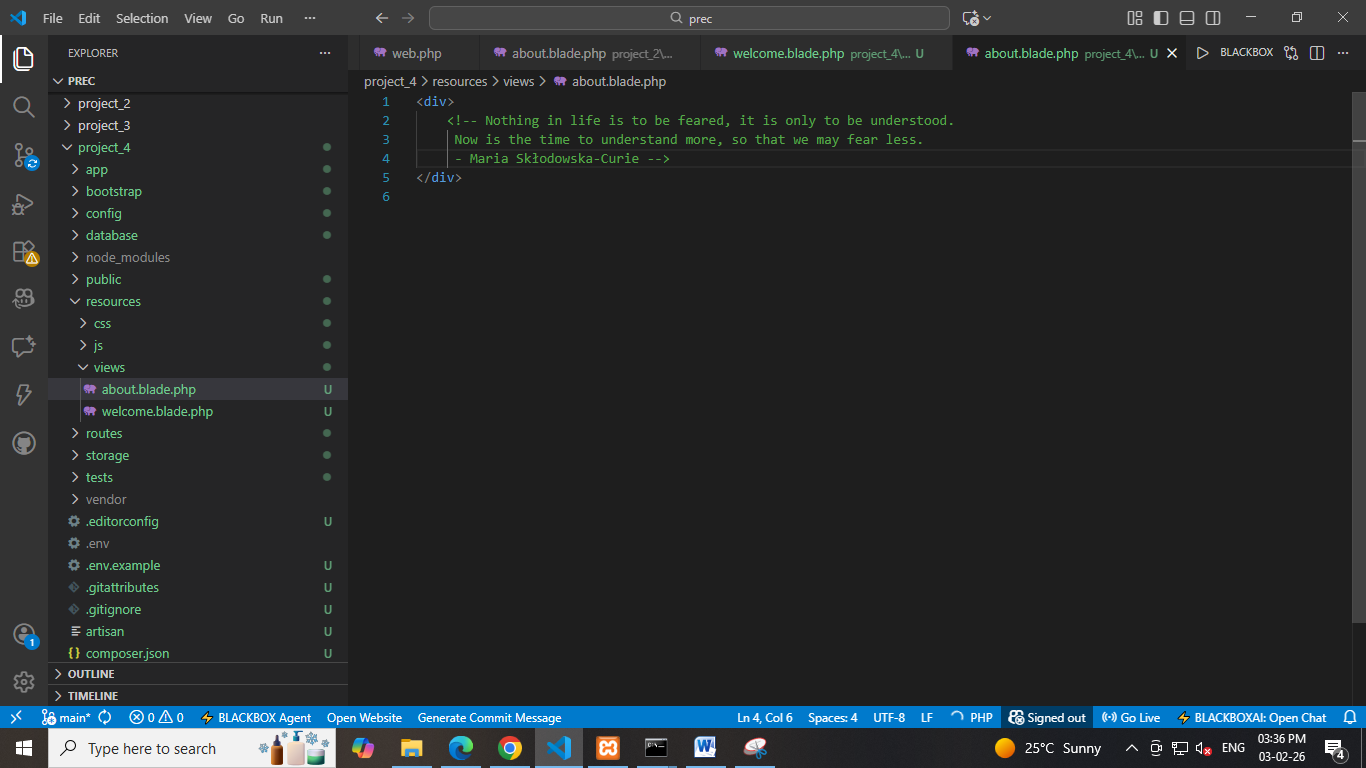 File Edit Selection View Go Run ···
prec
EXPLORER ···
web.php
about.blade.php project_2\...
welcome.blade.php project_4\... U
about.blade.php project_4\... U
BLACKBOX ···
PREC
project_4 > resources > views > about.blade.php
project_2
project_3
project_4
app
bootstrap
config
database
node_modules
public
resources
css
js
views
about.blade.php U
welcome.blade.php U
routes
storage
tests
vendor
.editorconfig U
.env
.env.example U
.gitattributes U
.gitignore U
artisan U
{} composer.json U
OUTLINE
TIMELINE
1
1 <div>
2 <!-- Nothing in life is to be feared, it is only to be understood.
3 Now is the time to understand more, so that we may fear less.
4 - Maria Skłodowska-Curie -->
5 </div>
6
main* 0 0 BLACKBOX Agent Open Website Generate Commit Message Ln 4, Col 6 Spaces: 4 UTF-8 LF PHP Signed out Go Live BLACKBOXAI: Open Chat
Type here to search
25°C Sunny ENG
03:36 PM
03-02-26
4